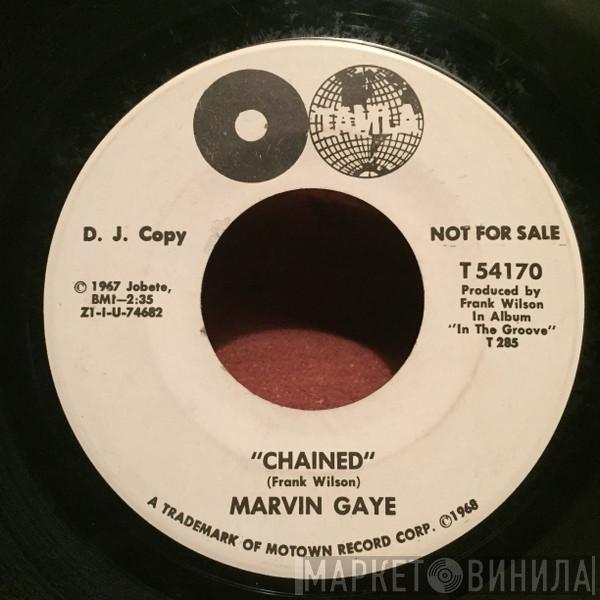 TAMLA
D. J. Copy
NOT FOR SALE
© 1967 Jobete,
BMI—2:35
Z1-I-U-74682
T 54170
Produced by
Frank Wilson
In Album
"In The Groove"
T 285
"CHAINED"
(Frank Wilson)
MARVIN GAYE
A TRADEMARK OF MOTOWN RECORD CORP. ©1968
МАРКЕТ ВИНИЛА